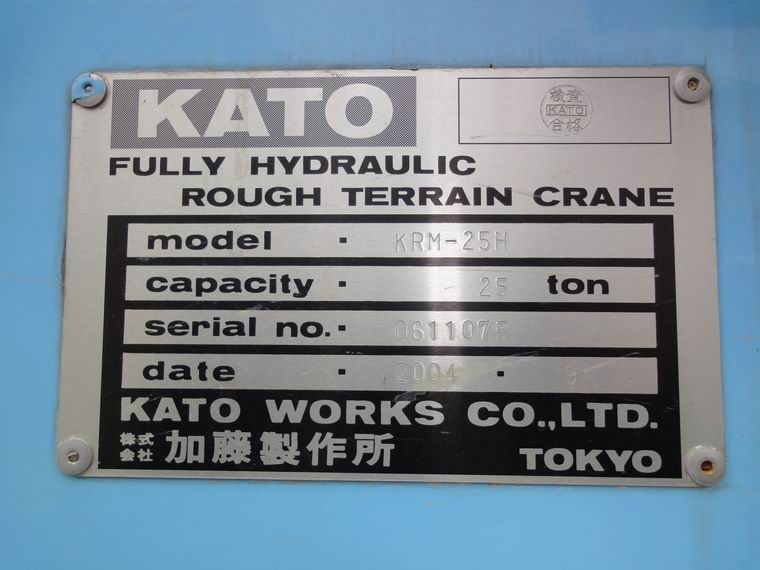 KATO
検査
KATO
合格
FULLY HYDRAULIC
ROUGH TERRAIN CRANE
model · KRM-25H
capacity · 25 ton
serial no. · 0611075
date · 2004 · 9
KATO WORKS CO.,LTD.
株式会社 加藤製作所 TOKYO